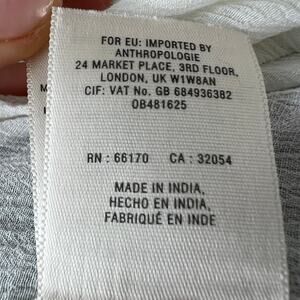 FOR EU: IMPORTED BY
ANTHROPOLOGIE
24 MARKET PLACE, 3RD FLOOR,
LONDON, UK W1W8AN
CIF: VAT No. GB 684936382
OB481625
RN : 66170 CA : 32054
MADE IN INDIA,
HECHO EN INDIA,
FABRIQUÉ EN INDE